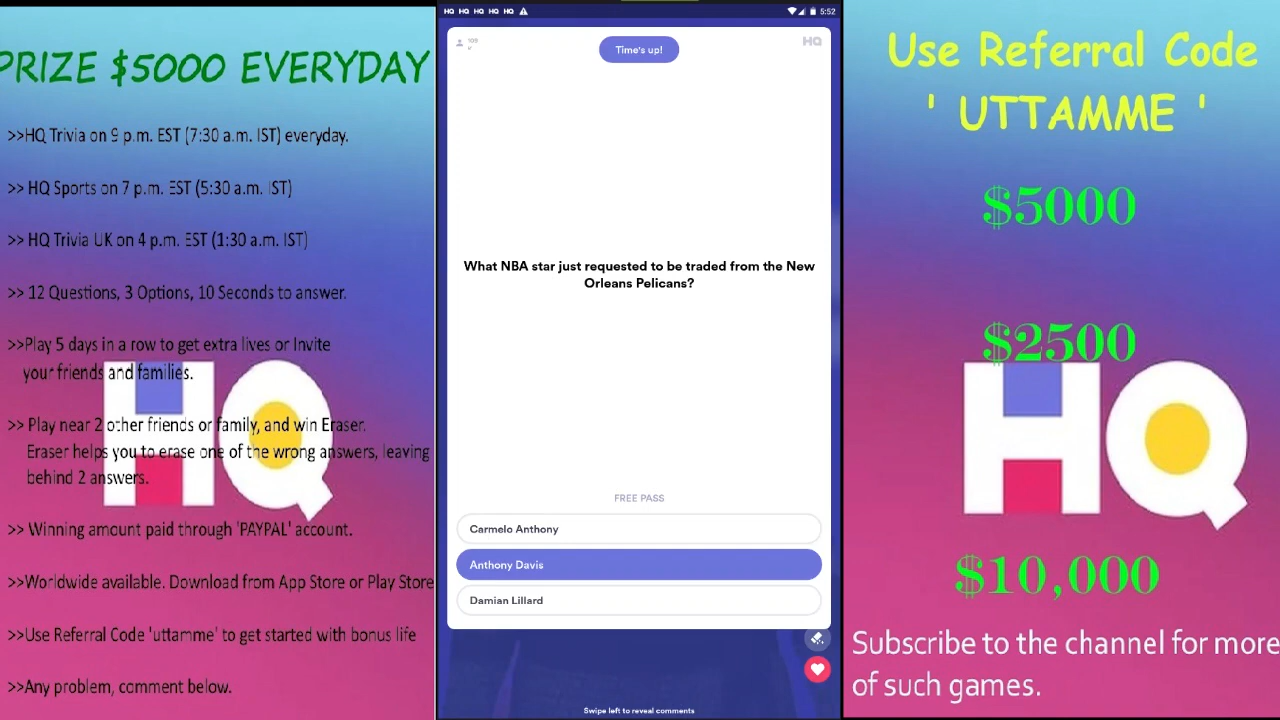 PRIZE $5000 EVERYDAY
>>HQ Trivia on 9 p.m. EST (7:30 a.m. IST) everyday.
>> HQ Sports on 7 p.m. EST (5:30 a.m. IST)
>> HQ Trivia UK on 4 p.m. EST (1:30 a.m. IST)
>> 12 Questions, 3 Options, 10 Seconds to answer.
>>Play 5 days in a row to get extra lives or Invite
your friends and families.
>> Play near 2 other friends or family, and win Eraser.
Eraser helps you to erase one of the wrong answers, leaving
behind 2 answers.
>> Winning amount paid through 'PAYPAL' account.
>>Worldwide available. Download from App Store or Play Store
>>Use Referral Code 'uttamme' to get started with bonus life
>>Any problem, comment below.
HQ
HQ HQ HQ HQ HQ 5:52
Time's up!
HQ
What NBA star just requested to be traded from the New
Orleans Pelicans?
FREE PASS
Carmelo Anthony
Anthony Davis
Damian Lillard
Swipe left to reveal comments
Use Referral Code
' UTTAMME '
$5000
$2500
HQ
$10,000
Subscribe to the channel for more
of such games.